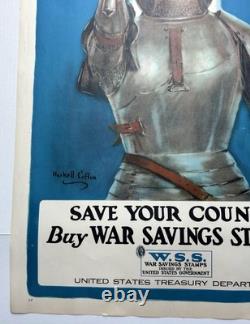 Haskell Coffin
SAVE YOUR COUN
Buy WAR SAVINGS ST
W.S.S.
WAR SAVINGS STAMPS
ISSUED BY THE
UNITED STATES GOVERNMENT
UNITED STATES TREASURY DEPAR